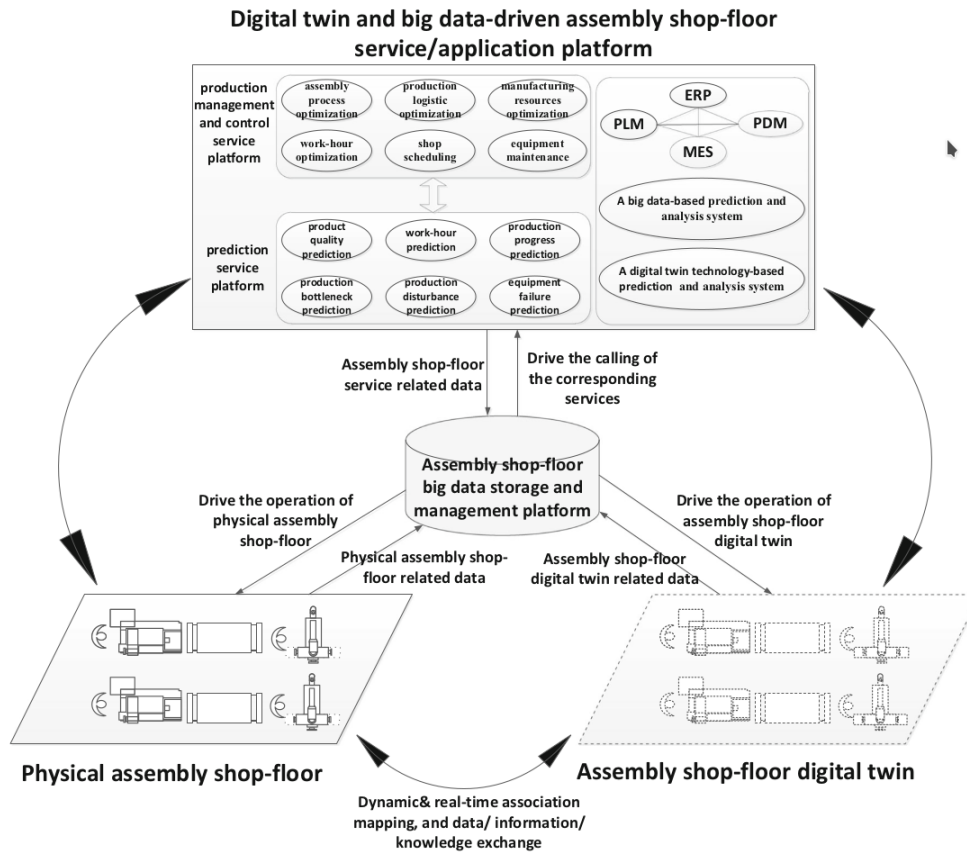 Digital twin and big data-driven assembly shop-floor
service/application platform
production
management
and control
service
platform
assembly
process
optimization
production
logistic
optimization
manufacturing
resources
optimization
work-hour
optimization
shop
scheduling
equipment
maintenance
prediction
service
platform
product
quality
prediction
work-hour
prediction
production
progress
prediction
production
bottleneck
prediction
production
disturbance
prediction
equipment
failure
prediction
ERP
PLM
PDM
MES
A big data-based prediction and
analysis system
A digital twin technology-based
prediction and analysis system
Assembly shop-floor
service related data
Drive the calling of
the corresponding
services
Assembly shop-floor
big data storage and
management platform
Drive the operation of
physical assembly
shop-floor
Physical assembly shop-
floor related data
Drive the operation of
assembly shop-floor
digital twin
Assembly shop-floor
digital twin related data
Physical assembly shop-floor
Assembly shop-floor digital twin
Dynamic& real-time association
mapping, and data/ information/
knowledge exchange